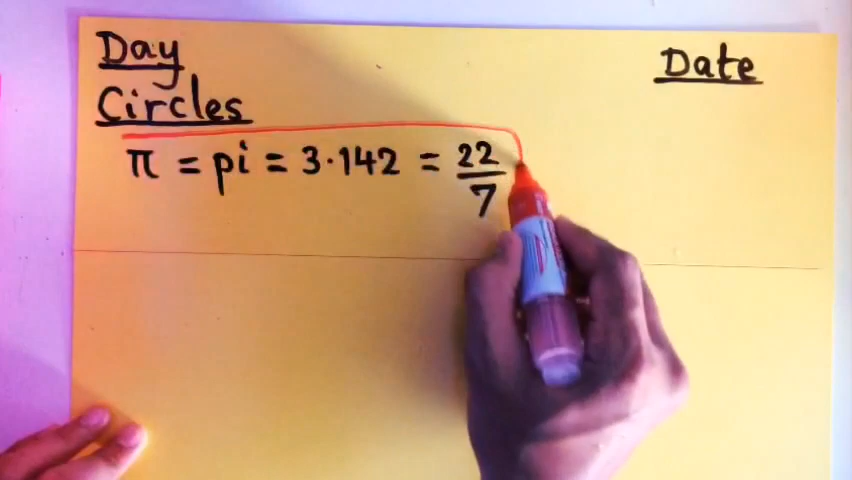 Day
Date
Circles
π = pi = 3·142 = 22/7